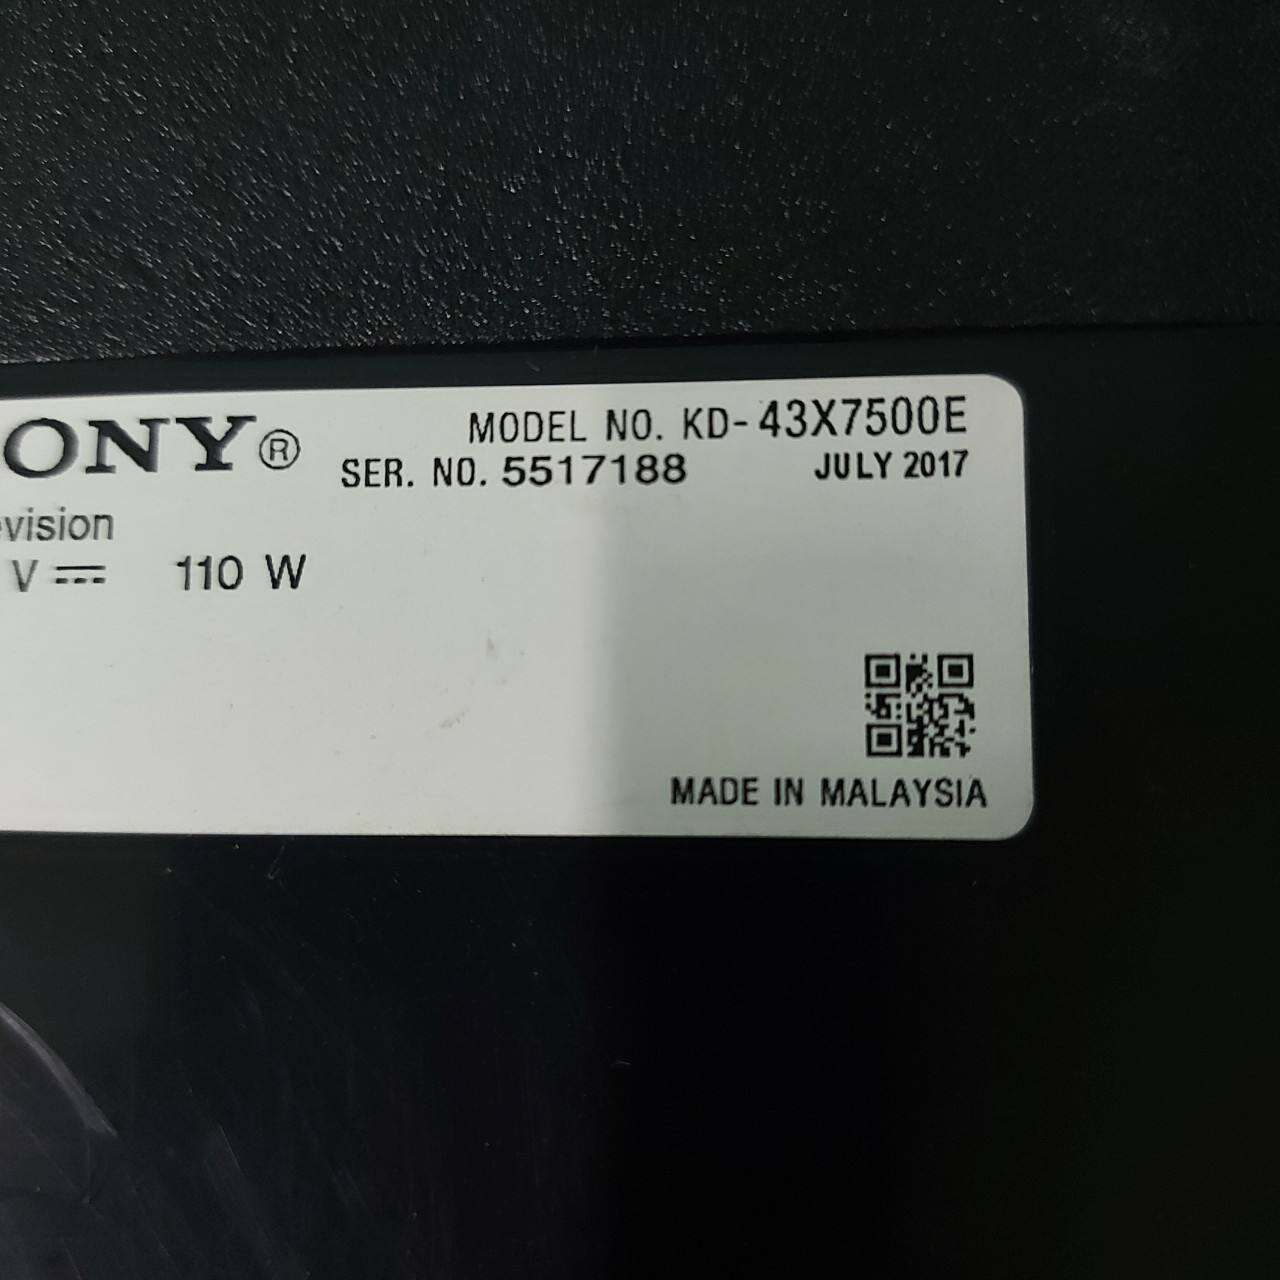 ONY®
MODEL NO. KD-43X7500E
SER. NO. 5517188
JULY 2017
evision
V ⎓ 110 W
MADE IN MALAYSIA